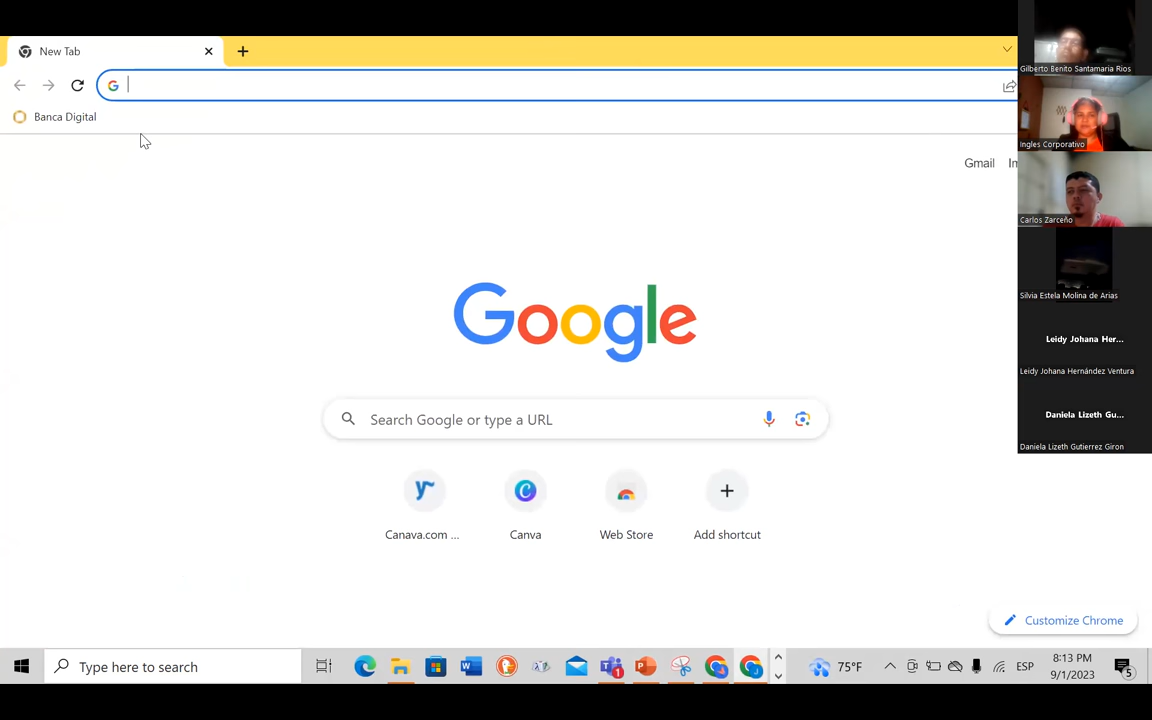 New Tab
Banca Digital
Gmail
Google
Search Google or type a URL
Canava.com ...
Canva
Web Store
Add shortcut
Customize Chrome
Gilberto Benito Santamaria Rios
Ingles Corporativo
Carlos Zarceño
Silvia Estela Molina de Arias
Leidy Johana Her...
Leidy Johana Hernández Ventura
Daniela Lizeth Gu...
Daniela Lizeth Gutierrez Giron
Type here to search
75°F
ESP
8:13 PM
9/1/2023
5
1